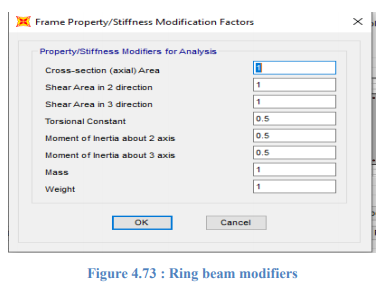 Frame Property/Stiffness Modification Factors
Property/Stiffness Modifiers for Analysis
Cross-section (axial) Area 1
Shear Area in 2 direction 1
Shear Area in 3 direction 1
Torsional Constant 0.5
Moment of Inertia about 2 axis 0.5
Moment of Inertia about 3 axis 0.5
Mass 1
Weight 1
OK Cancel
Figure 4.73 : Ring beam modifiers